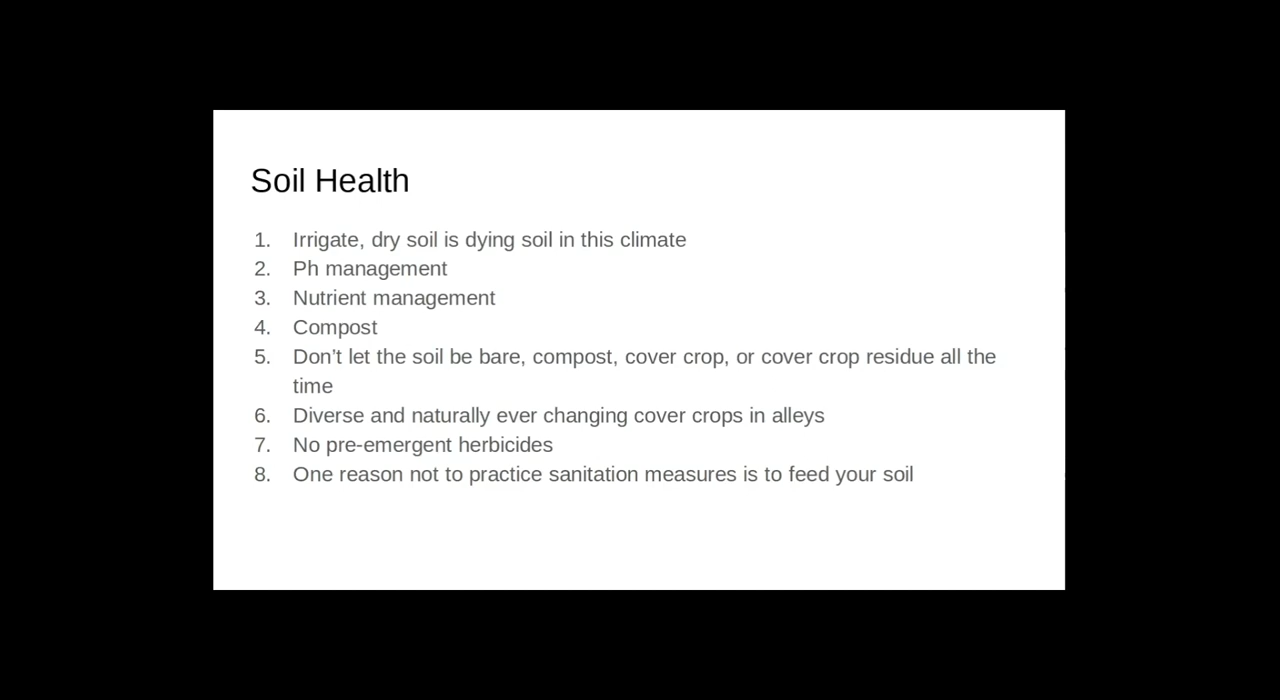 Soil Health
1. Irrigate, dry soil is dying soil in this climate
2. Ph management
3. Nutrient management
4. Compost
5. Don’t let the soil be bare, compost, cover crop, or cover crop residue all the
time
6. Diverse and naturally ever changing cover crops in alleys
7. No pre-emergent herbicides
8. One reason not to practice sanitation measures is to feed your soil